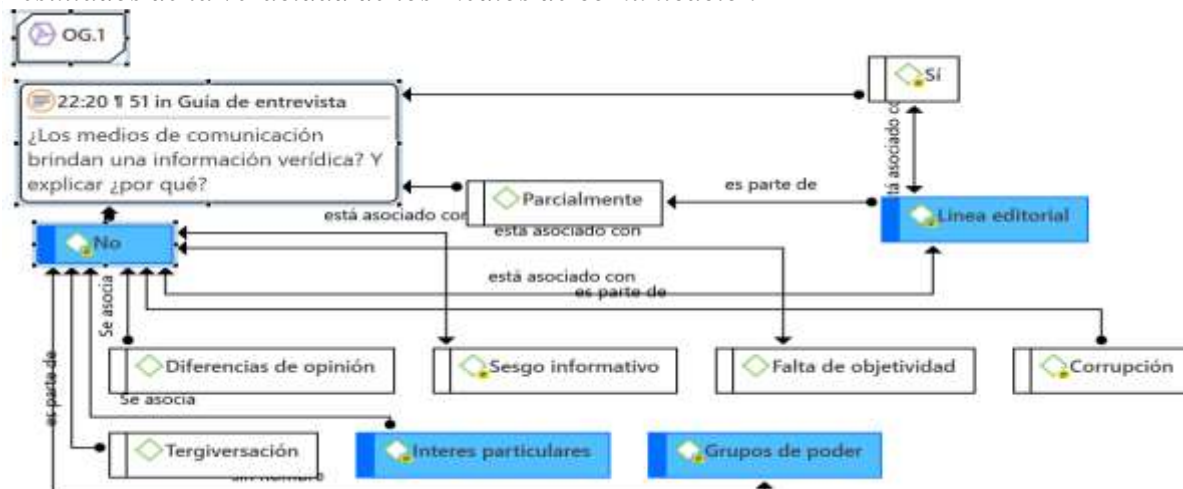 OG.1
Sí
22:20 ¶ 51 in Guía de entrevista
¿Los medios de comunicación
brindan una información verídica? Y
explicar ¿por qué?
está asociado co
es parte de
Parcialmente
Línea editorial
está asociado con
está asociado con
No
está asociado con
es parte de
Se asocia
Diferencias de opinión
Sesgo informativo
Falta de objetividad
Corrupción
es parte de
Se asocia
Tergiversación
Interes particulares
Grupos de poder